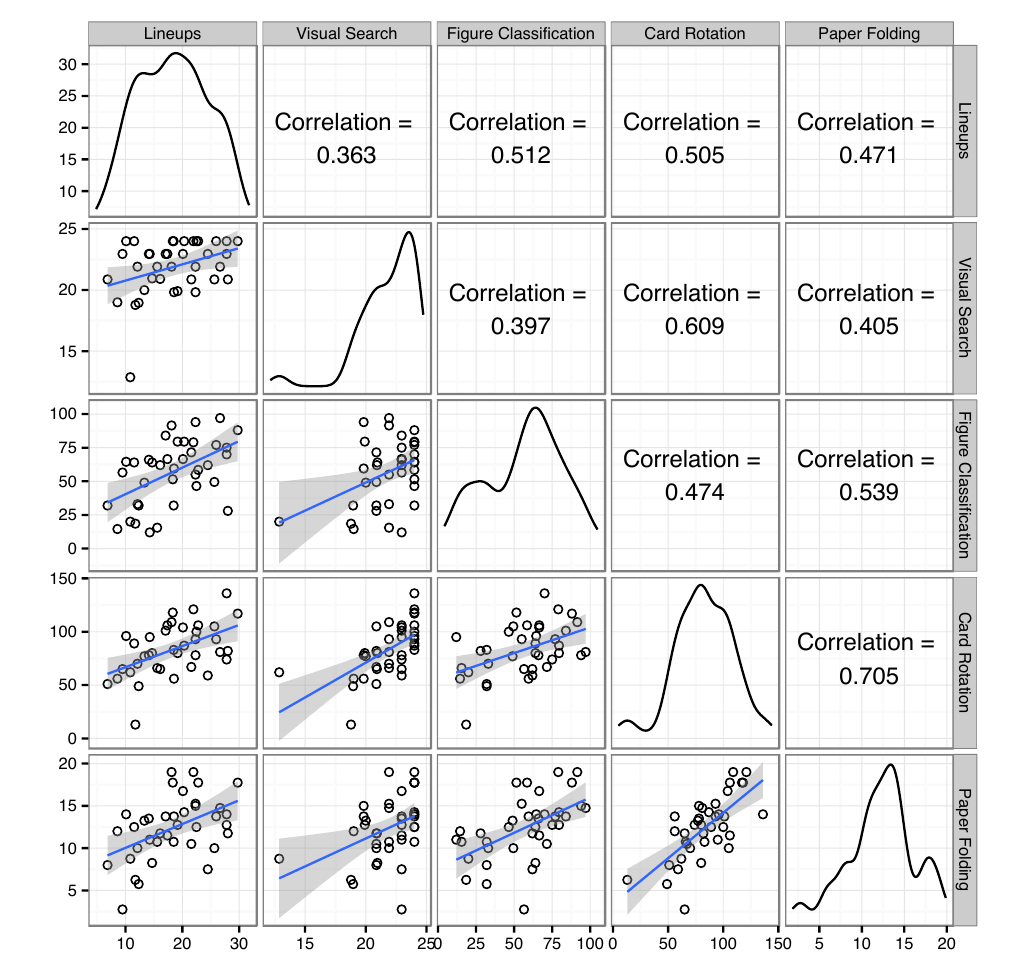 Lineups Visual Search Figure Classification Card Rotation Paper Folding
30
25
20
15
10
Correlation =
0.363
Correlation =
0.512
Correlation =
0.505
Correlation =
0.471
Lineups
25
20
15
Correlation =
0.397
Correlation =
0.609
Correlation =
0.405
Visual Search
100
75
50
25
0
Correlation =
0.474
Correlation =
0.539
Figure Classification
150
100
50
0
Correlation =
0.705
Card Rotation
20
15
10
5
Paper Folding
10 20 30 15 20 25 0 25 50 75 100 0 50 100 150 5 10 15 20